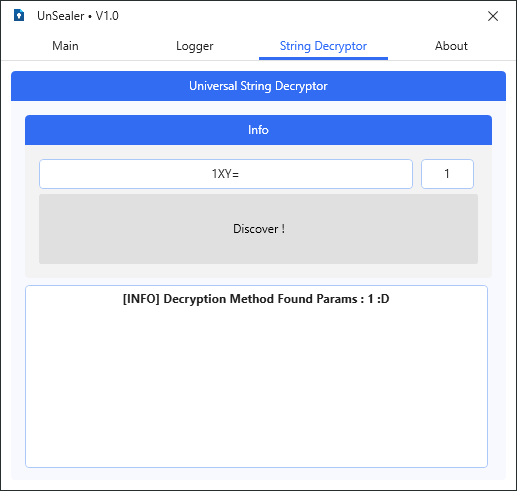 UnSealer • V1.0
Main Logger String Decryptor About
Universal String Decryptor
Info
1XY= 1
Discover !
[INFO] Decryption Method Found Params : 1 :D